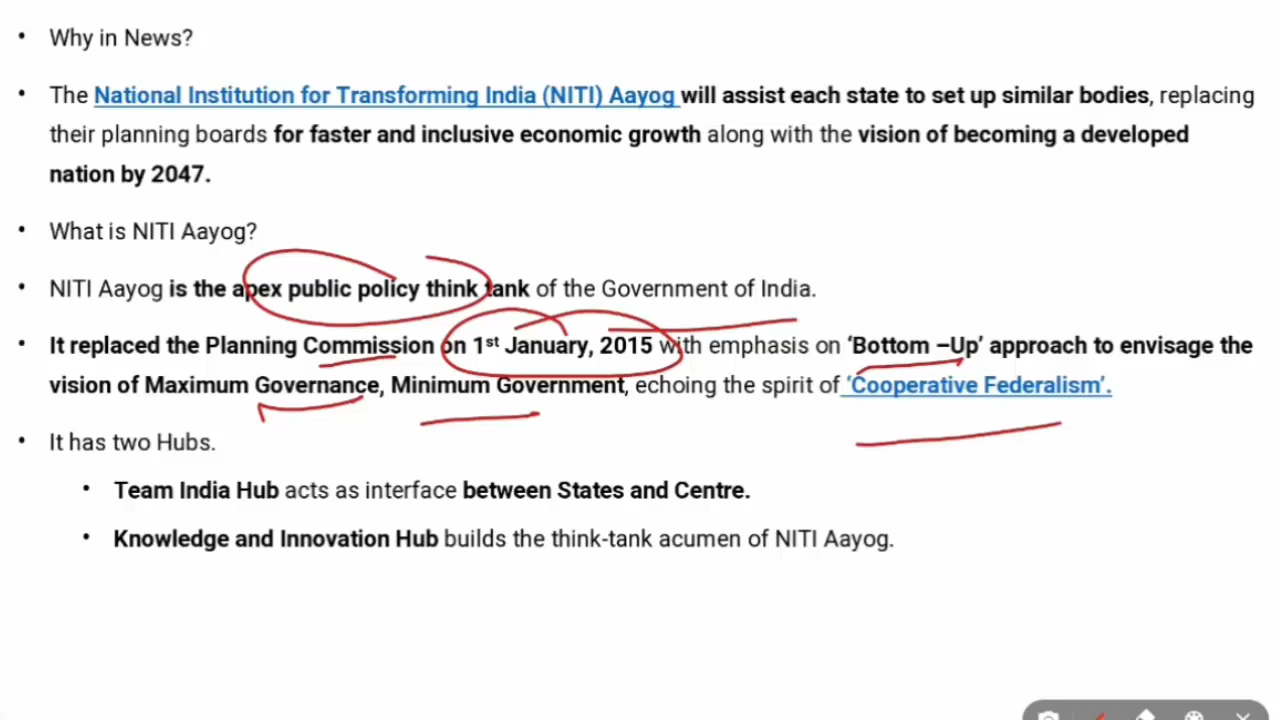 • Why in News?
• The National Institution for Transforming India (NITI) Aayog will assist each state to set up similar bodies, replacing
their planning boards for faster and inclusive economic growth along with the vision of becoming a developed
nation by 2047.
• What is NITI Aayog?
• NITI Aayog is the apex public policy think tank of the Government of India.
• It replaced the Planning Commission on 1st January, 2015 with emphasis on ‘Bottom –Up’ approach to envisage the
vision of Maximum Governance, Minimum Government, echoing the spirit of ‘Cooperative Federalism’.
• It has two Hubs.
• Team India Hub acts as interface between States and Centre.
• Knowledge and Innovation Hub builds the think-tank acumen of NITI Aayog.